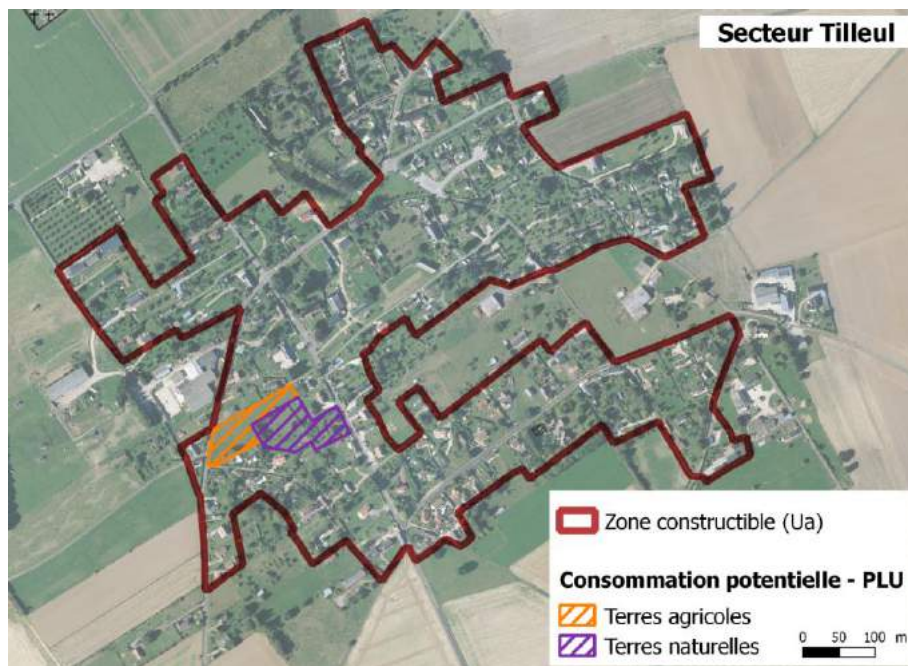 Secteur Tilleul
Zone constructible (Ua)
Consommation potentielle - PLU
Terres agricoles
Terres naturelles
0 50 100 m